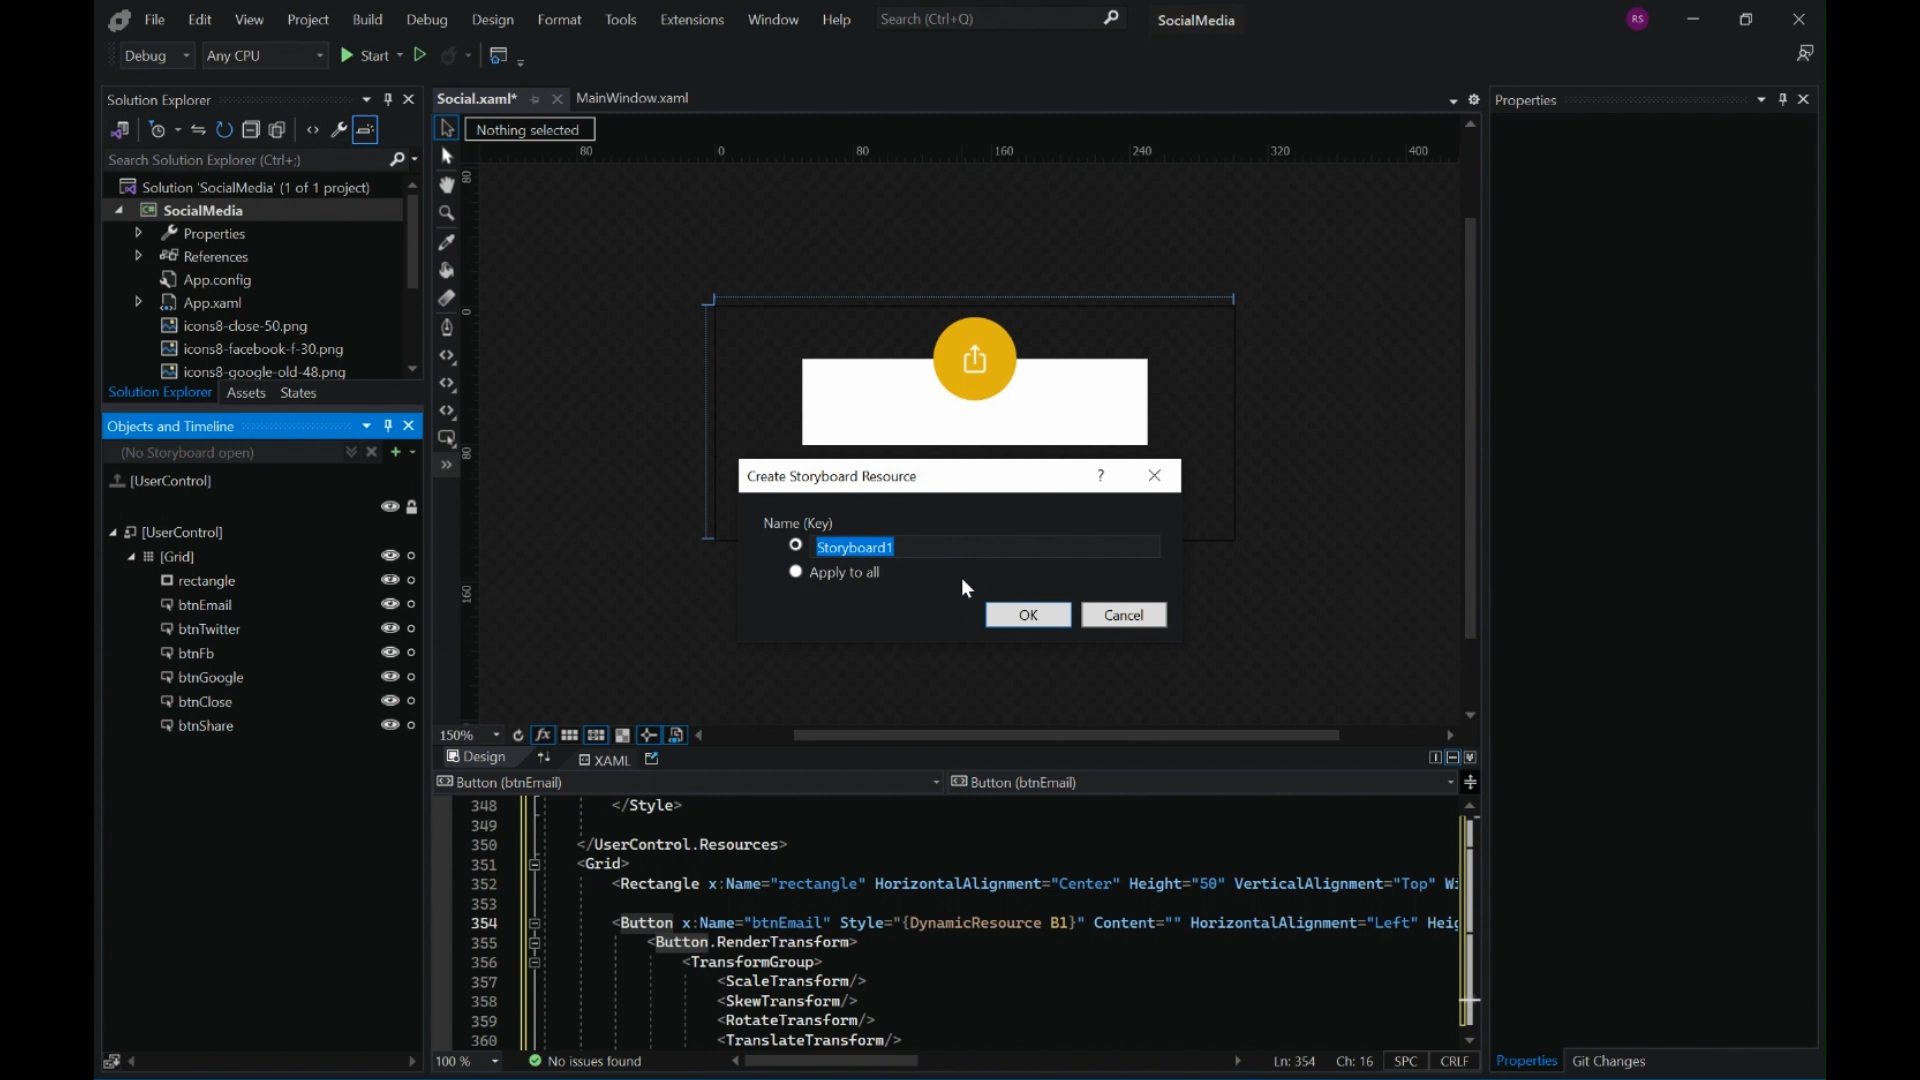 File Edit View Project Build Debug Design Format Tools Extensions Window Help Search (Ctrl+Q) SocialMedia RS
Debug Any CPU Start
Solution Explorer
Search Solution Explorer (Ctrl+;)
Solution 'SocialMedia' (1 of 1 project)
SocialMedia
Properties
References
App.config
App.xaml
icons8-close-50.png
icons8-facebook-f-30.png
icons8-google-old-48.png
Solution Explorer Assets States
Objects and Timeline
(No Storyboard open)
[UserControl]
[UserControl]
[Grid]
rectangle
btnEmail
btnTwitter
btnFb
btnGoogle
btnClose
btnShare
Social.xaml* MainWindow.xaml
Nothing selected
80 0 80 160 240 320 400
80
0
80
160
Create Storyboard Resource ?
Name (Key)
Storyboard1
Apply to all
OK Cancel
150% fx
Design XAML
Button (btnEmail) Button (btnEmail)
348 </Style>
349
350 </UserControl.Resources>
351 <Grid>
352 <Rectangle x:Name="rectangle" HorizontalAlignment="Center" Height="50" VerticalAlignment="Top" Wi
353
354 <Button x:Name="btnEmail" Style="{DynamicResource B1}" Content="" HorizontalAlignment="Left" Heig
355 <Button.RenderTransform>
356 <TransformGroup>
357 <ScaleTransform/>
358 <SkewTransform/>
359 <RotateTransform/>
360 <TranslateTransform/>
100 % No issues found Ln: 354 Ch: 16 SPC CRLF
Properties
Properties Git Changes